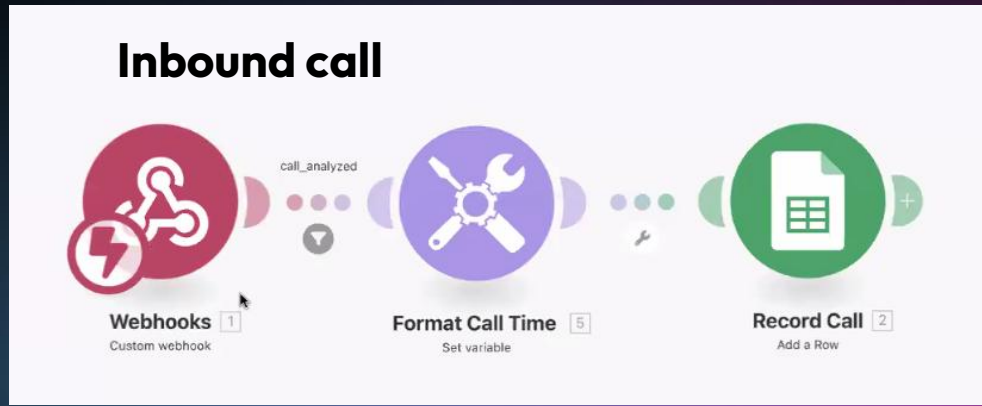 Inbound call
call_analyzed
Webhooks 1
Custom webhook
Format Call Time 5
Set variable
Record Call 2
Add a Row